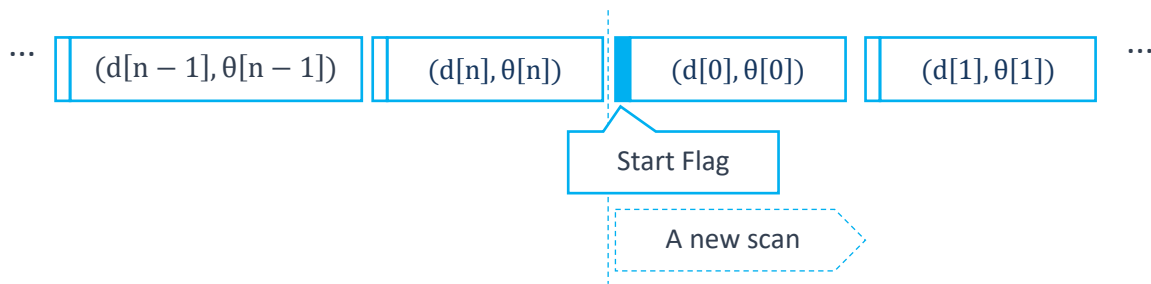 ... (d[n − 1], θ[n − 1]) (d[n], θ[n]) (d[0], θ[0]) (d[1], θ[1]) ...
Start Flag
A new scan